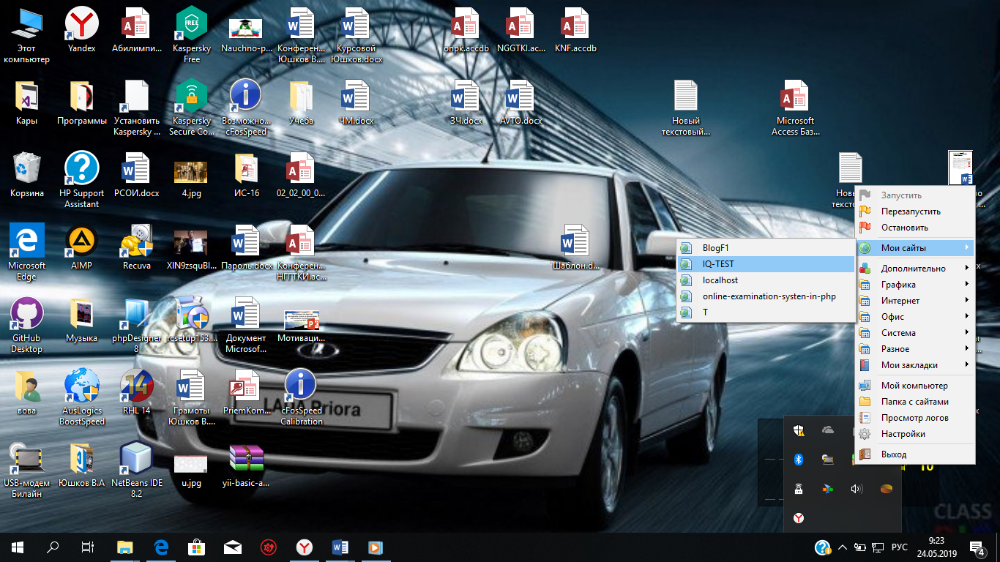 Этот
компьютер
Yandex
Абилимпи...
Kaspersky
Free
Nauchno-p...
Конферен...
Юшков В....
Курсовой
Юшков.docx
onpk.accdb
NGGTKI.ac...
KNF.accdb
Кары
Программы
Установить
Kaspersky ...
Kaspersky
Secure Co...
Возможно...
cFosSpeed
Учеба
ЧМ.docx
ЗЧ.docx
AVTO.docx
Новый
текстовый...
Microsoft
Access Баз...
Корзина
HP Support
Assistant
РСОИ.docx
4.jpg
ИС-16
02_02_00_0...
Microsoft
Edge
AIMP
Recuva
XIN9zsquBl...
Пароль.d...
Конферен...
НГГТКИ.ac...
Шаблон.d...
GitHub
Desktop
Музыка
phpDesigner
8
rcsetup153....
Документ
Microsof...
Мотиваци...
вова
AusLogics
BoostSpeed
RHL 14
Грамоты
Юшков В....
PriemKom...
cFosSpeed
Calibration
LADA Priora
USB-модем
Билайн
Юшков В.А
NetBeans IDE
8.2
u.jpg
yii-basic-a...
BlogF1
IQ-TEST
localhost
online-examination-systen-in-php
T
Запустить
Перезапустить
Остановить
Мои сайты
Дополнительно
Графика
Интернет
Офис
Система
Разное
Мои закладки
Мой компьютер
Папка с сайтами
Просмотр логов
Настройки
Выход
10
CLASS
РУС
9:23
24.05.2019
4